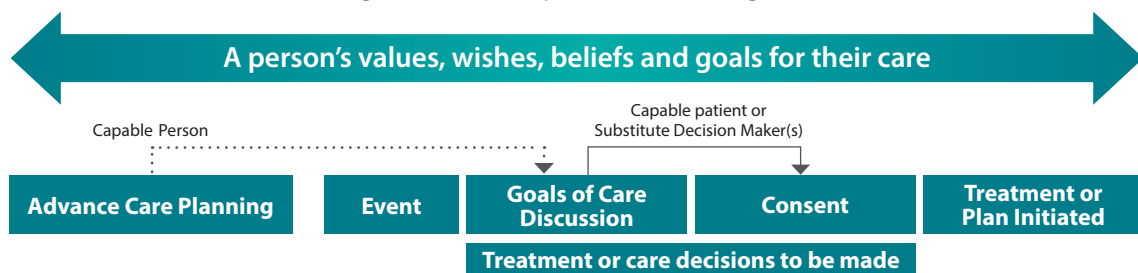 A person's values, wishes, beliefs and goals for their care
Capable Person
Capable patient or
Substitute Decision Maker(s)
Advance Care Planning
Event
Goals of Care
Discussion
Consent
Treatment or
Plan Initiated
Treatment or care decisions to be made